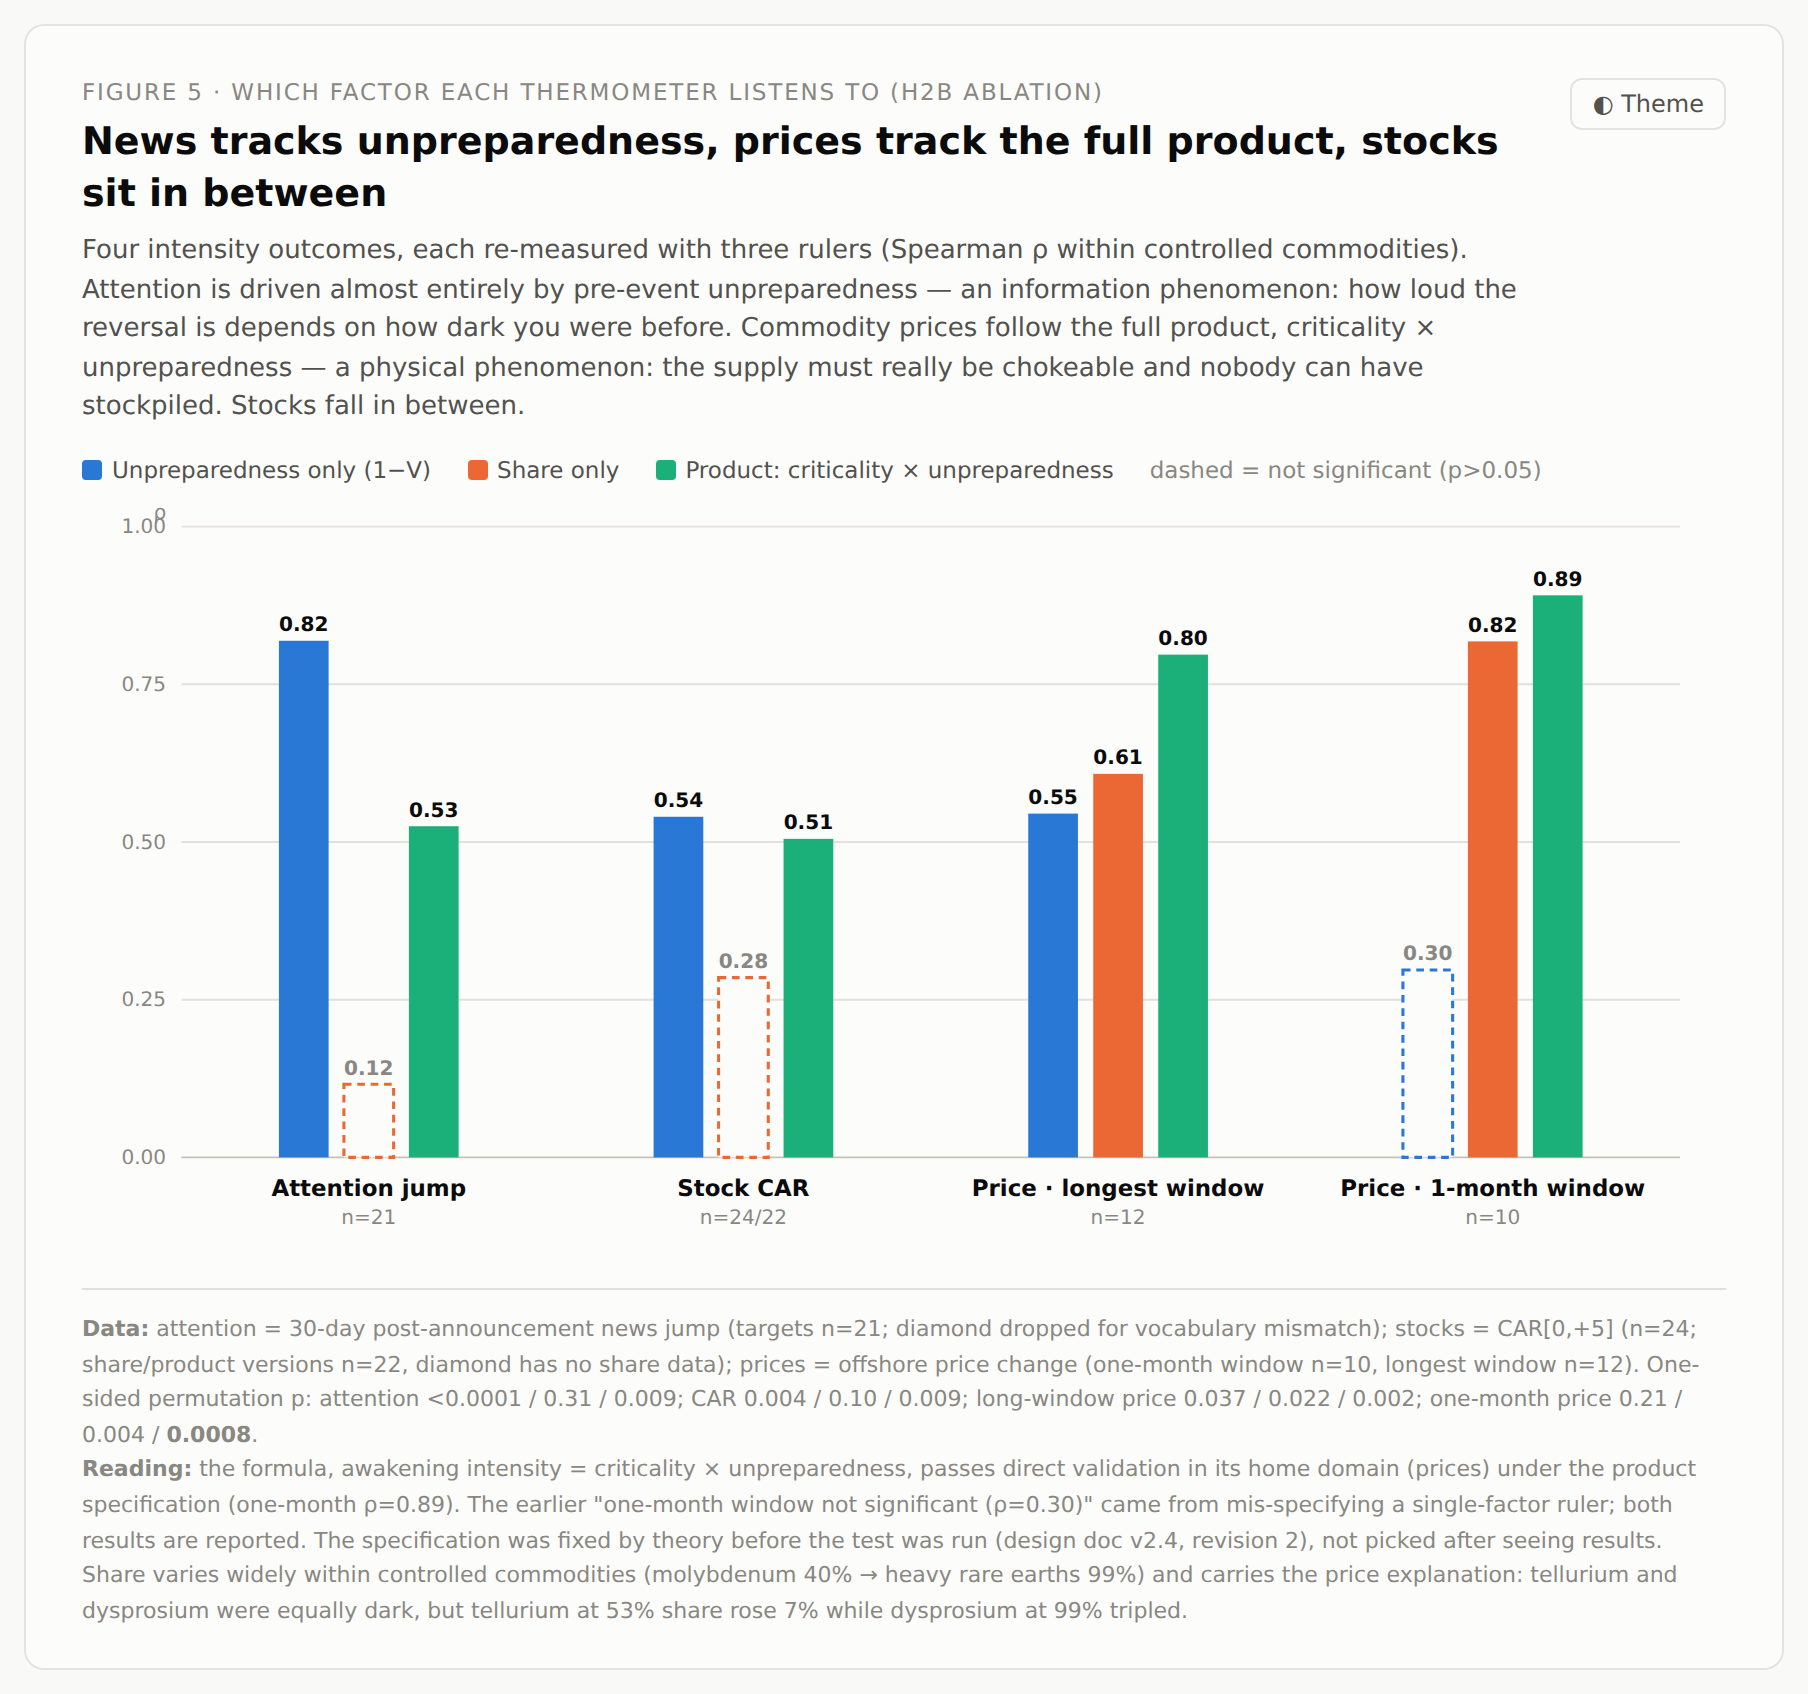 FIGURE 5 · WHICH FACTOR EACH THERMOMETER LISTENS TO (H2B ABLATION)
◐ Theme
News tracks unpreparedness, prices track the full product, stocks
sit in between
Four intensity outcomes, each re-measured with three rulers (Spearman ρ within controlled commodities).
Attention is driven almost entirely by pre-event unpreparedness — an information phenomenon: how loud the
reversal is depends on how dark you were before. Commodity prices follow the full product, criticality ×
unpreparedness — a physical phenomenon: the supply must really be chokeable and nobody can have
stockpiled. Stocks fall in between.
Unpreparedness only (1−V) Share only Product: criticality × unpreparedness dashed = not significant (p>0.05)
ρ
1.00
0.75
0.50
0.25
0.00
0.82 0.12 0.53
0.54 0.28 0.51
0.55 0.61 0.80
0.30 0.82 0.89
Attention jump Stock CAR Price · longest window Price · 1-month window
n=21 n=24/22 n=12 n=10
Data: attention = 30-day post-announcement news jump (targets n=21; diamond dropped for vocabulary mismatch); stocks = CAR[0,+5] (n=24;
share/product versions n=22, diamond has no share data); prices = offshore price change (one-month window n=10, longest window n=12). One-
sided permutation p: attention <0.0001 / 0.31 / 0.009; CAR 0.004 / 0.10 / 0.009; long-window price 0.037 / 0.022 / 0.002; one-month price 0.21 /
0.004 / 0.0008.
Reading: the formula, awakening intensity = criticality × unpreparedness, passes direct validation in its home domain (prices) under the product
specification (one-month ρ=0.89). The earlier "one-month window not significant (ρ=0.30)" came from mis-specifying a single-factor ruler; both
results are reported. The specification was fixed by theory before the test was run (design doc v2.4, revision 2), not picked after seeing results.
Share varies widely within controlled commodities (molybdenum 40% → heavy rare earths 99%) and carries the price explanation: tellurium and
dysprosium were equally dark, but tellurium at 53% share rose 7% while dysprosium at 99% tripled.